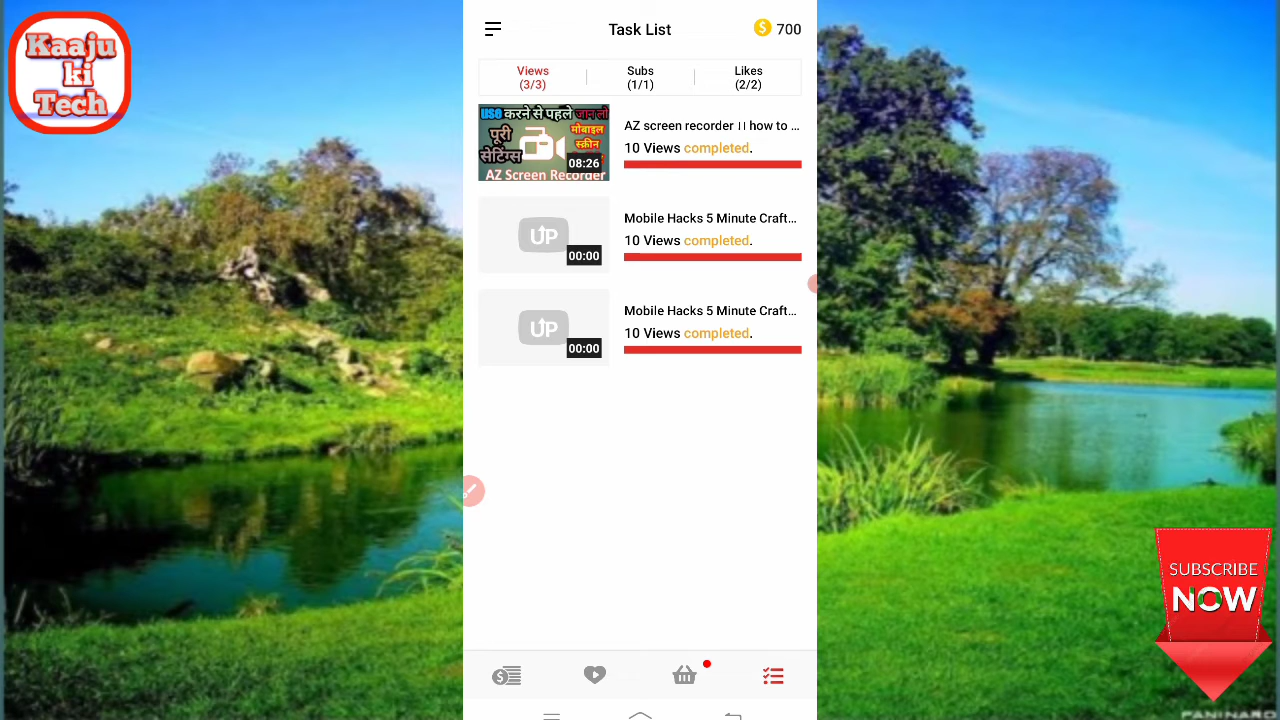 Kaaju
ki
Tech
Task List
700
Views
(3/3)
Subs
(1/1)
Likes
(2/2)
USE करने से पहले जान लो
पूरी
सेटिंग्स
मोबाइल
स्क्रीन
08:26
AZ Screen Recorder
AZ screen recorder ।। how to ...
10 Views completed.
UP
00:00
Mobile Hacks 5 Minute Craft...
10 Views completed.
UP
00:00
Mobile Hacks 5 Minute Craft...
10 Views completed.
SUBSCRIBE
NOW
PANINARO